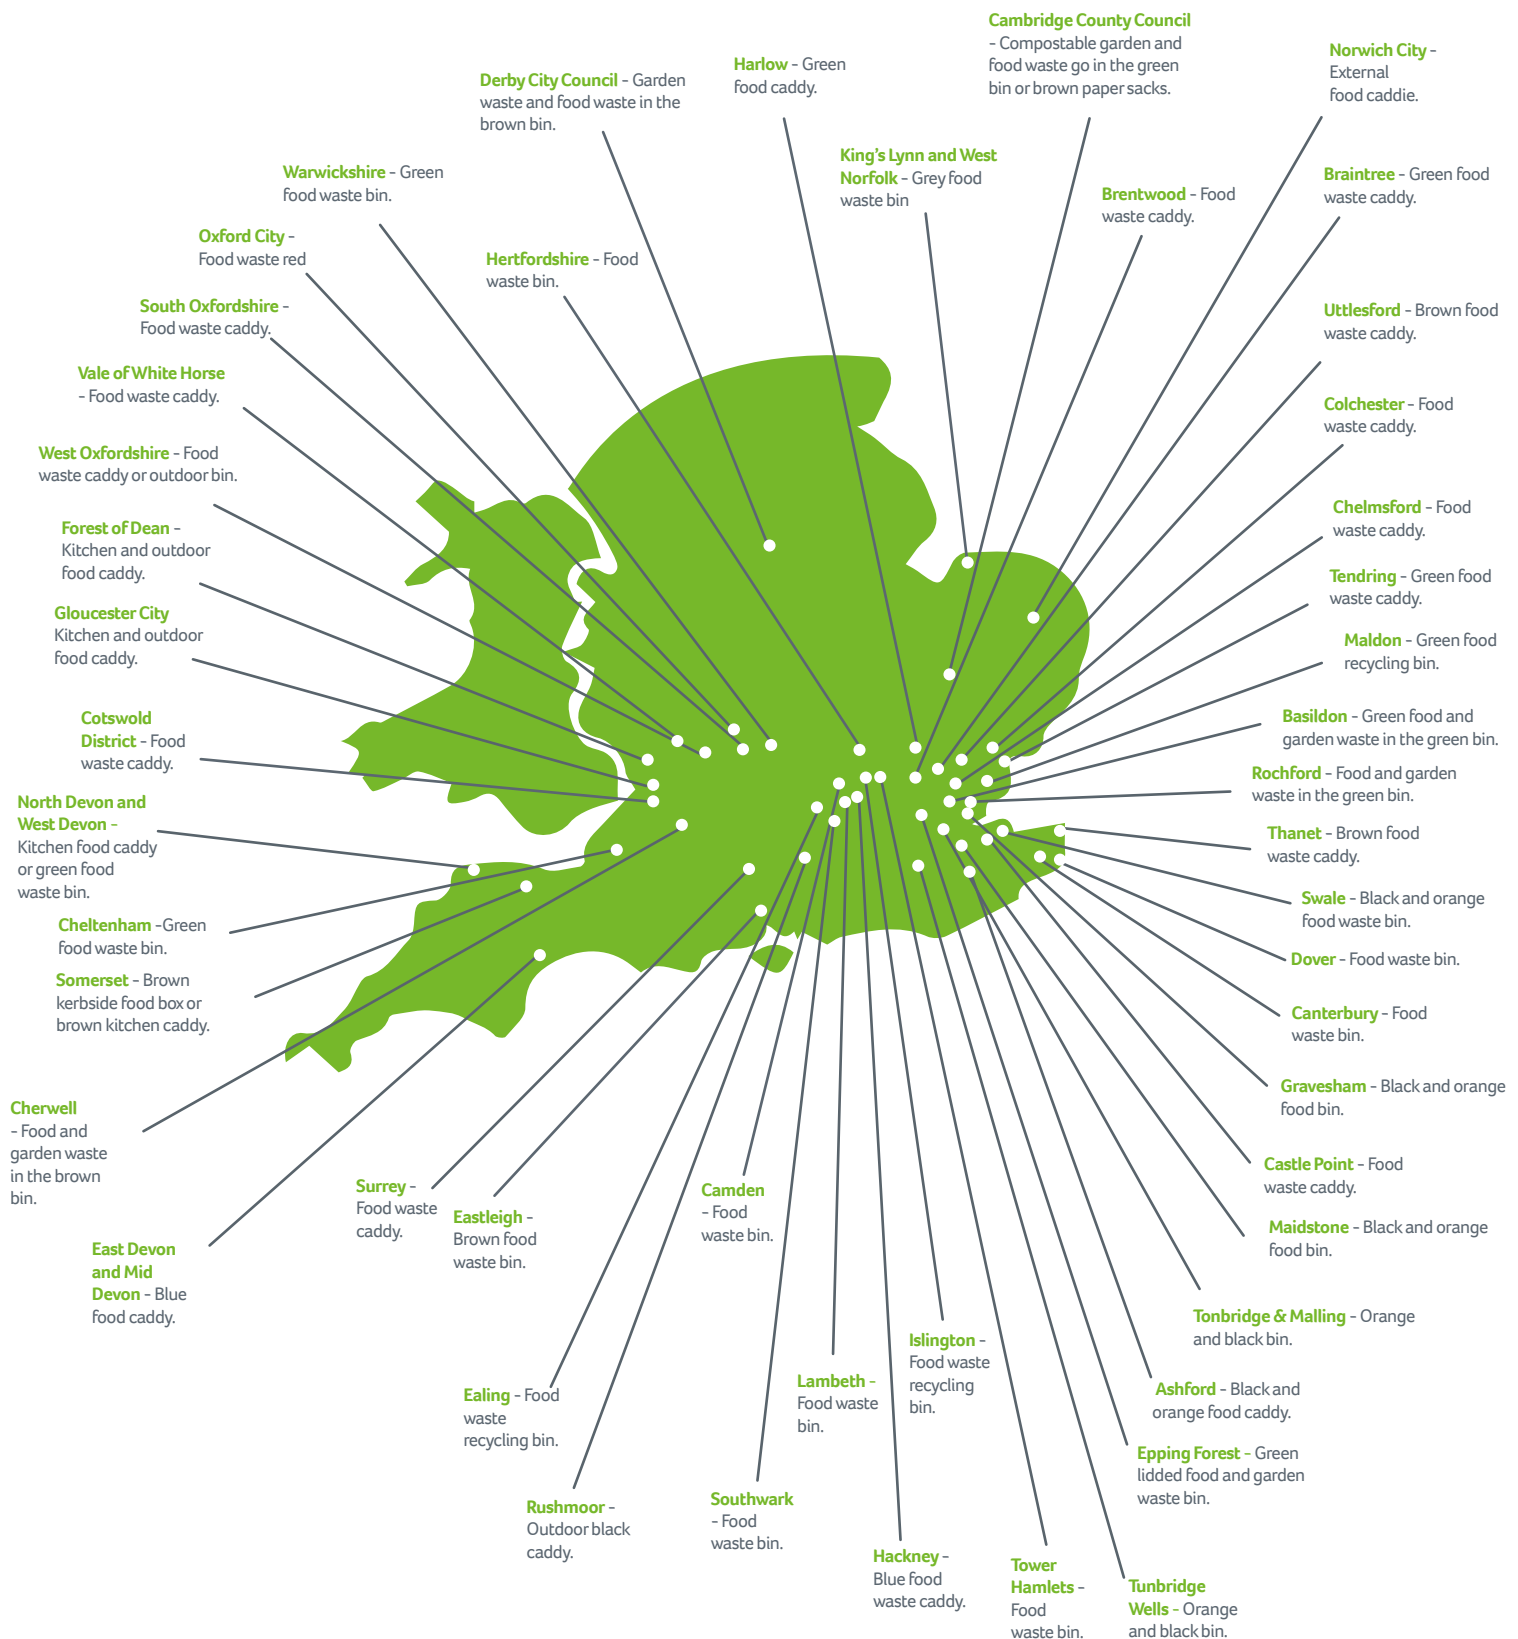 Cambridge County Council
- Compostable garden and
food waste go in the green
bin or brown paper sacks.
Norwich City -
External
food caddie.
Harlow - Green
food caddy.
Derby City Council - Garden
waste and food waste in the
brown bin.
King's Lynn and West
Norfolk - Grey food
waste bin
Warwickshire - Green
food waste bin.
Braintree - Green food
waste caddy.
Brentwood - Food
waste caddy.
Oxford City -
Food waste red
Hertfordshire - Food
waste bin.
South Oxfordshire -
Food waste caddy.
Uttlesford - Brown food
waste caddy.
Vale of White Horse
- Food waste caddy.
Colchester - Food
waste caddy.
West Oxfordshire - Food
waste caddy or outdoor bin.
Chelmsford - Food
waste caddy.
Forest of Dean -
Kitchen and outdoor
food caddy.
Tendring - Green food
waste caddy.
Gloucester City
Kitchen and outdoor
food caddy.
Maldon - Green food
recycling bin.
Cotswold
District - Food
waste caddy.
Basildon - Green food and
garden waste in the green bin.
Rochford - Food and garden
waste in the green bin.
North Devon and
West Devon -
Kitchen food caddy
or green food
waste bin.
Thanet - Brown food
waste caddy.
Swale - Black and orange
food waste bin.
Cheltenham -Green
food waste bin.
Dover - Food waste bin.
Somerset - Brown
kerbside food box or
brown kitchen caddy.
Canterbury - Food
waste bin.
Gravesham - Black and orange
food bin.
Cherwell
- Food and
garden waste
in the brown
bin.
Castle Point - Food
waste caddy.
Surrey -
Food waste
caddy.
Eastleigh -
Brown food
waste bin.
Camden
- Food
waste bin.
Maidstone - Black and orange
food bin.
East Devon
and Mid
Devon - Blue
food caddy.
Tonbridge & Malling - Orange
and black bin.
Islington -
Food waste
recycling
bin.
Lambeth -
Food waste
bin.
Ealing - Food
waste
recycling bin.
Ashford - Black and
orange food caddy.
Epping Forest - Green
lidded food and garden
waste bin.
Rushmoor -
Outdoor black
caddy.
Southwark
- Food
waste bin.
Hackney -
Blue food
waste caddy.
Tower
Hamlets -
Food
waste bin.
Tunbridge
Wells - Orange
and black bin.